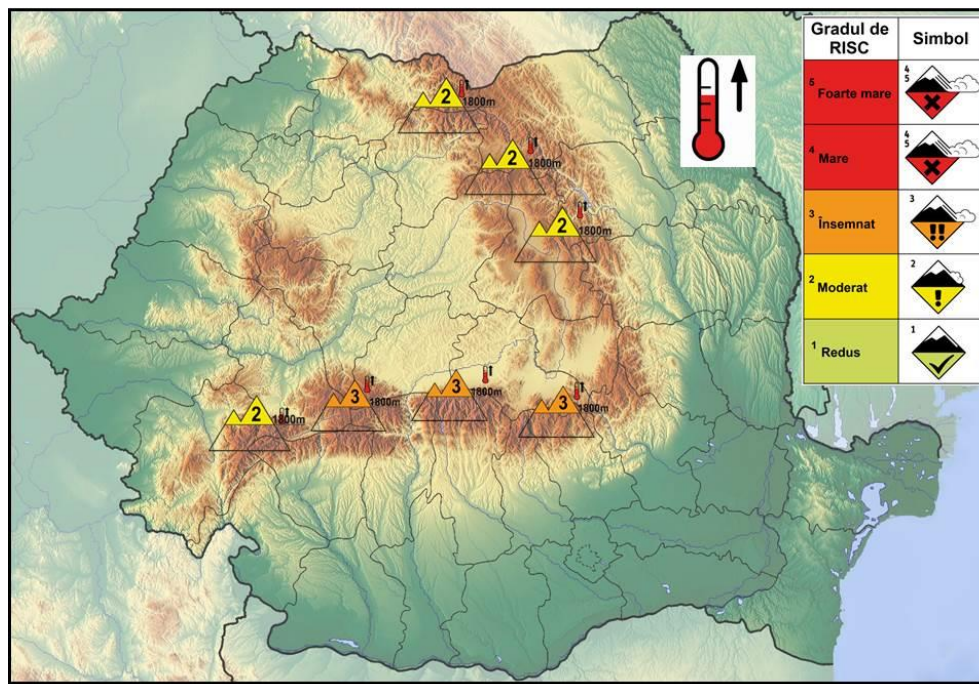 Gradul de
RISC
Simbol
5
Foarte mare
4
5
4
Mare
4
5
3
Însemnat
3
2
Moderat
2
!
1
Redus
1
2
1800m
2
1800m
2
1800m
3
1800m
3
1800m
3
1800m
2
1800m